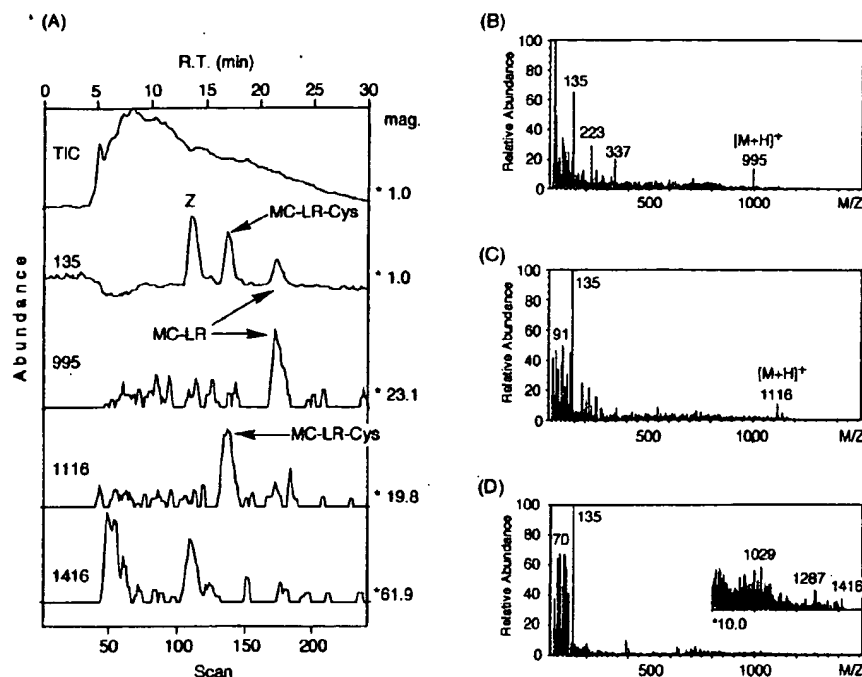 (A)
R.T. (min)
0 5 10 15 20 25 30
mag.
TIC
* 1.0
Z
MC-LR-Cys
135
* 1.0
MC-LR
995
* 23.1
MC-LR-Cys
1116
* 19.8
1416
*61.9
0 50 100 150 200
Scan
Abundance
(B)
Relative Abundance
100
80
60
40
20
0
135
223
337
[M+H]+
995
500 1000 M/Z
(C)
Relative Abundance
100
80
60
40
20
0
135
91
[M+H]+
1116
500 1000 M/Z
(D)
Relative Abundance
100
80
60
40
20
0
135
70
1029
1287
1416
*10.0
500 1000 M/Z